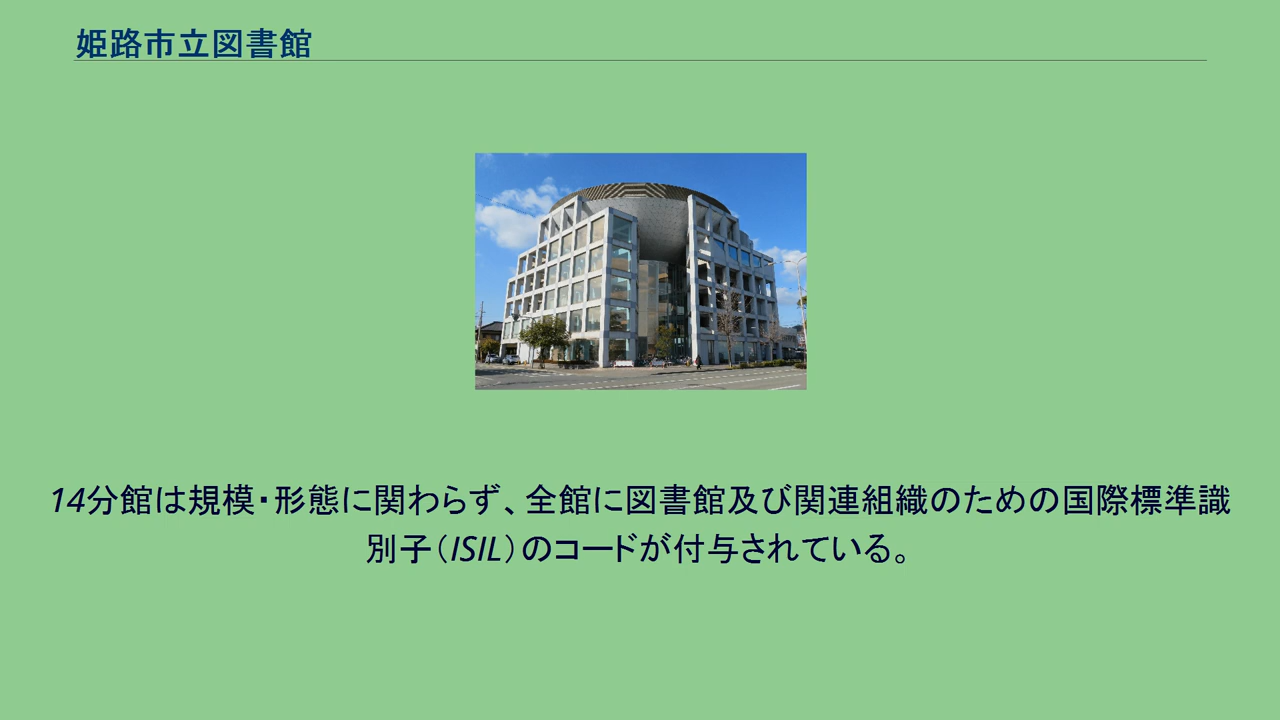 姫路市立図書館
14分館は規模・形態に関わらず、全館に図書館及び関連組織のための国際標準識
別子（ISIL）のコードが付与されている。